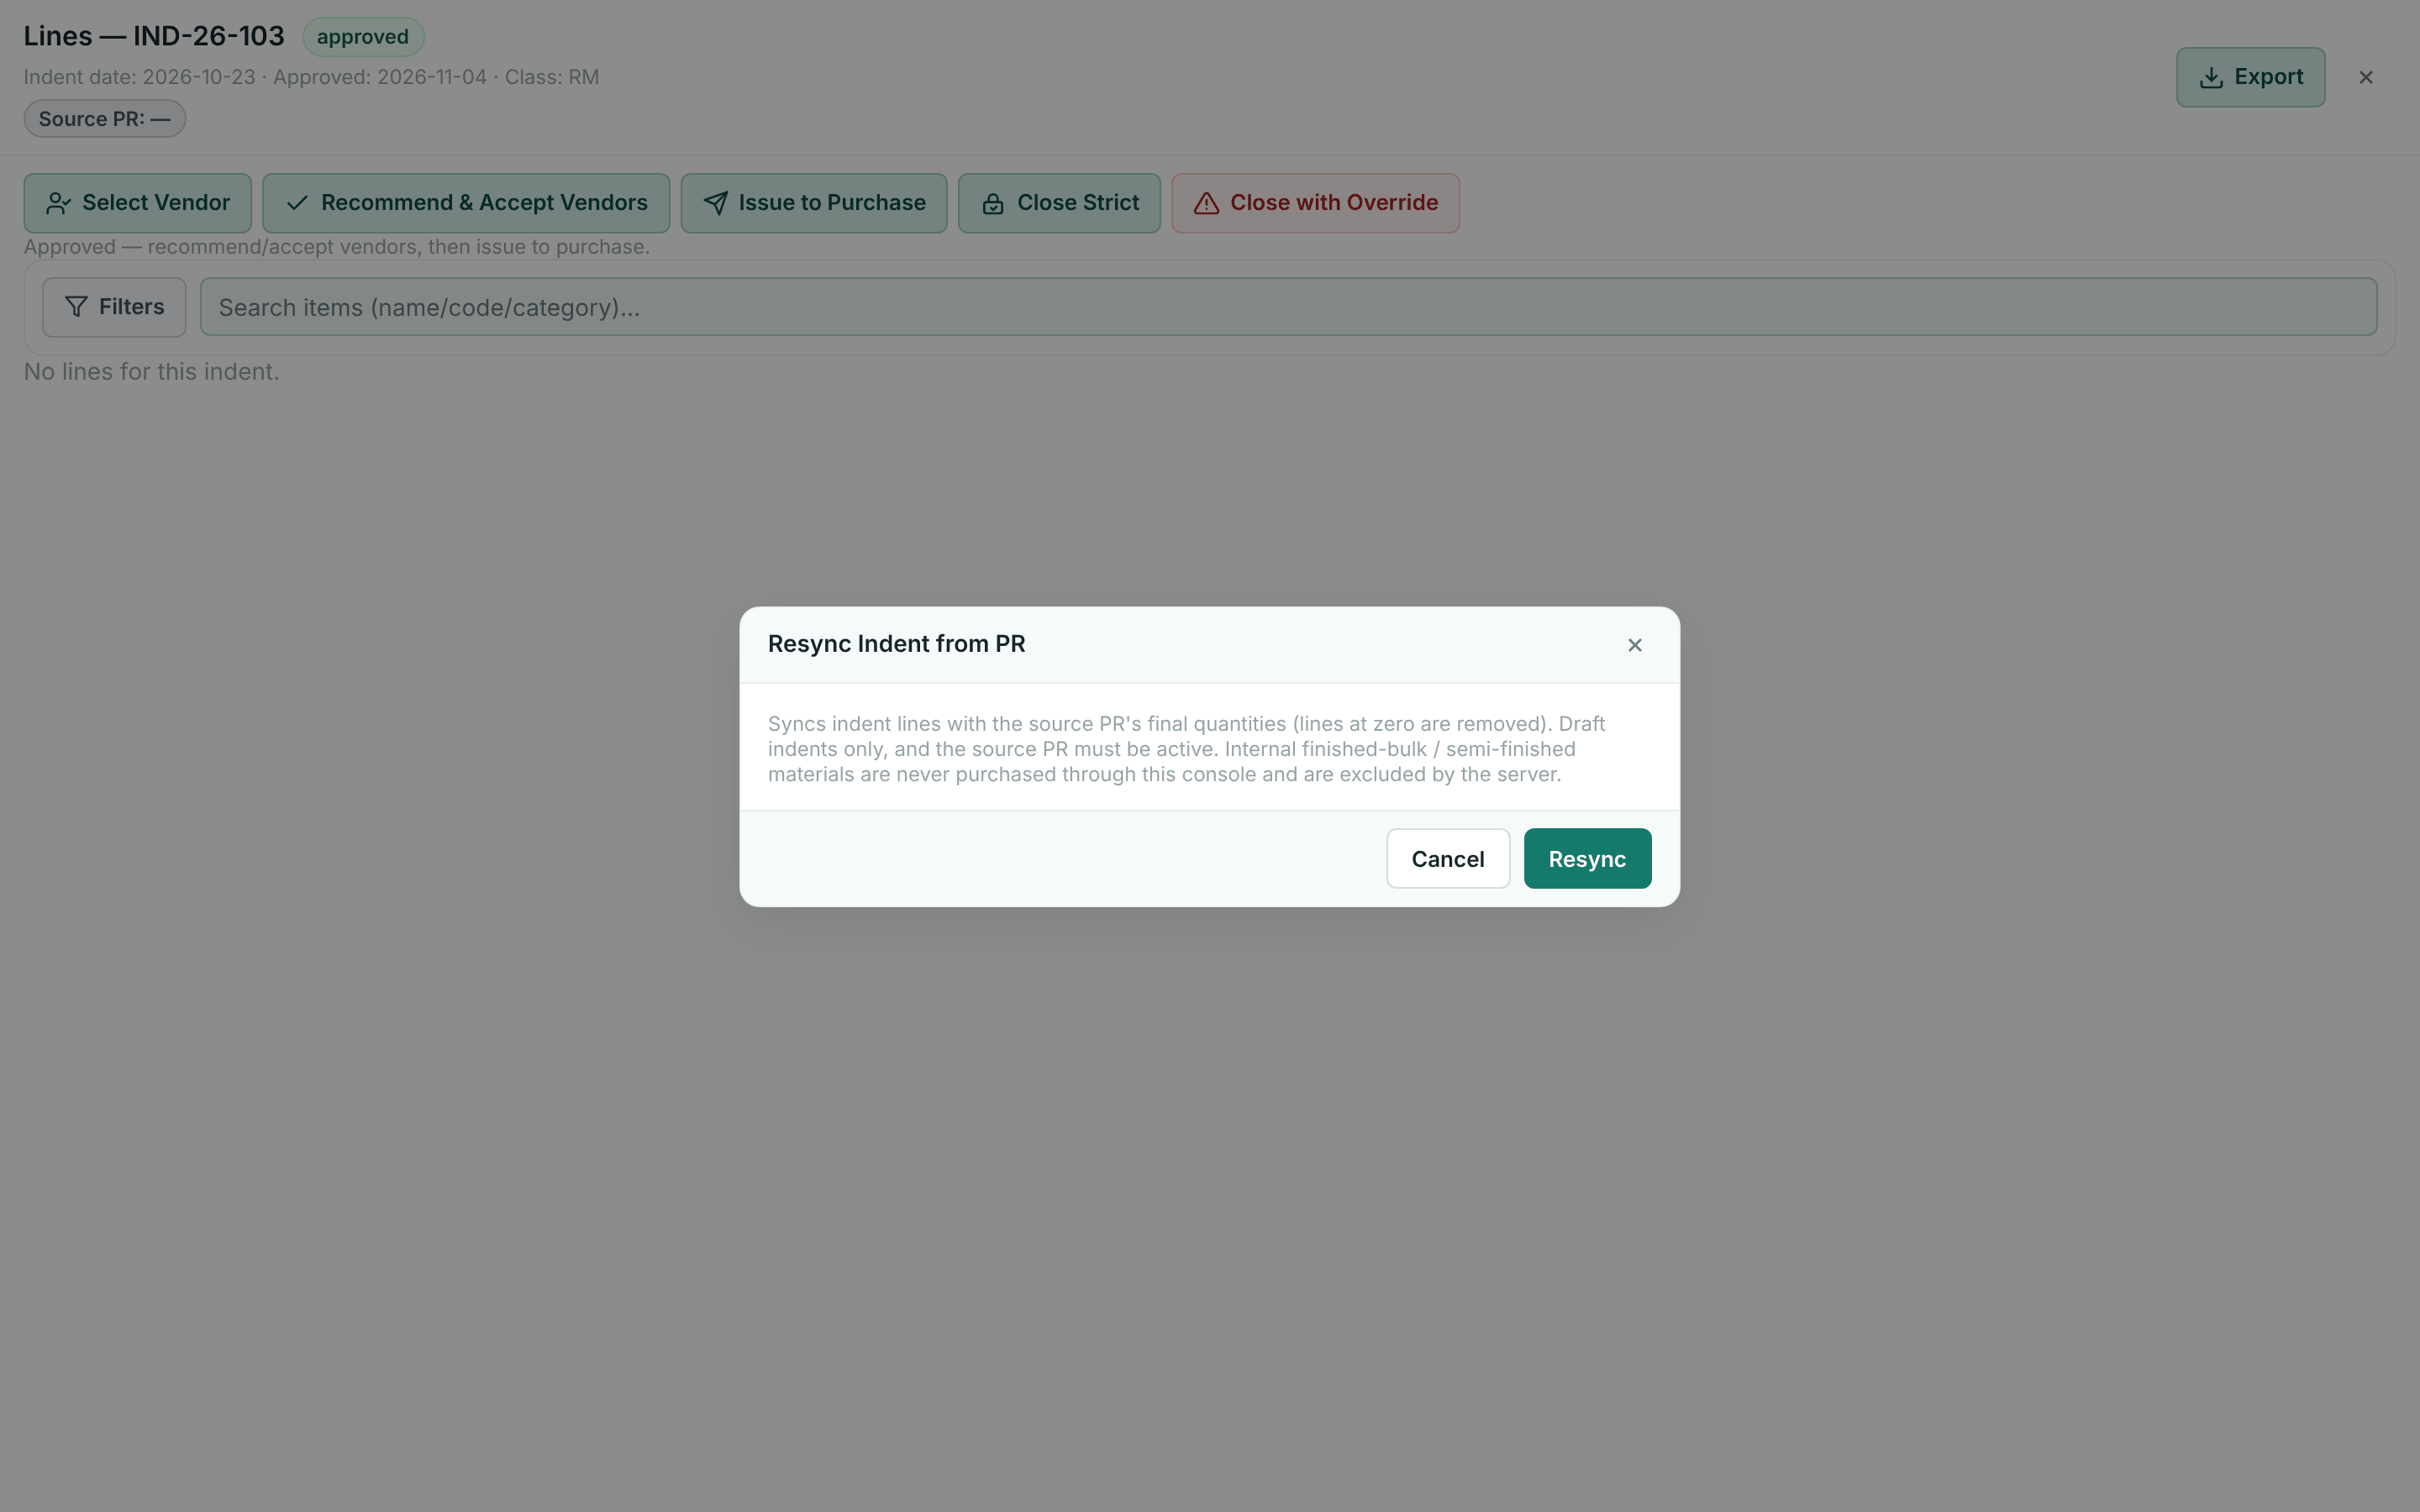 Lines — IND-26-103 approved
Indent date: 2026-10-23 · Approved: 2026-11-04 · Class: RM
Source PR: —
Export ×
Select Vendor Recommend & Accept Vendors Issue to Purchase Close Strict Close with Override
Approved — recommend/accept vendors, then issue to purchase.
Filters Search items (name/code/category)...
No lines for this indent.
Resync Indent from PR ×
Syncs indent lines with the source PR's final quantities (lines at zero are removed). Draft
indents only, and the source PR must be active. Internal finished-bulk / semi-finished
materials are never purchased through this console and are excluded by the server.
Cancel Resync